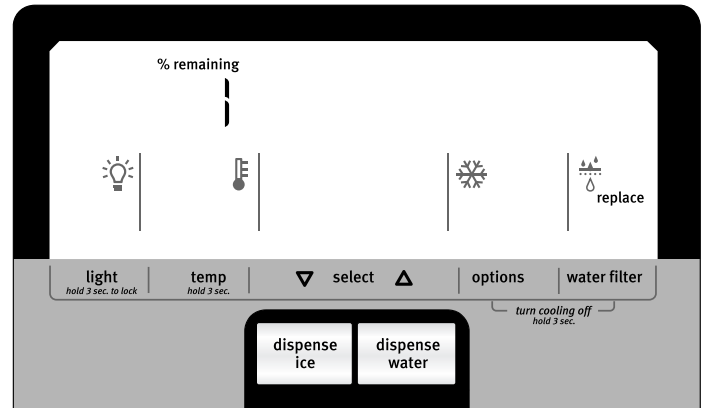 % remaining
1
replace
light
hold 3 sec. to lock
temp
hold 3 sec.
select
options
water filter
turn cooling off
hold 3 sec.
dispense
ice
dispense
water